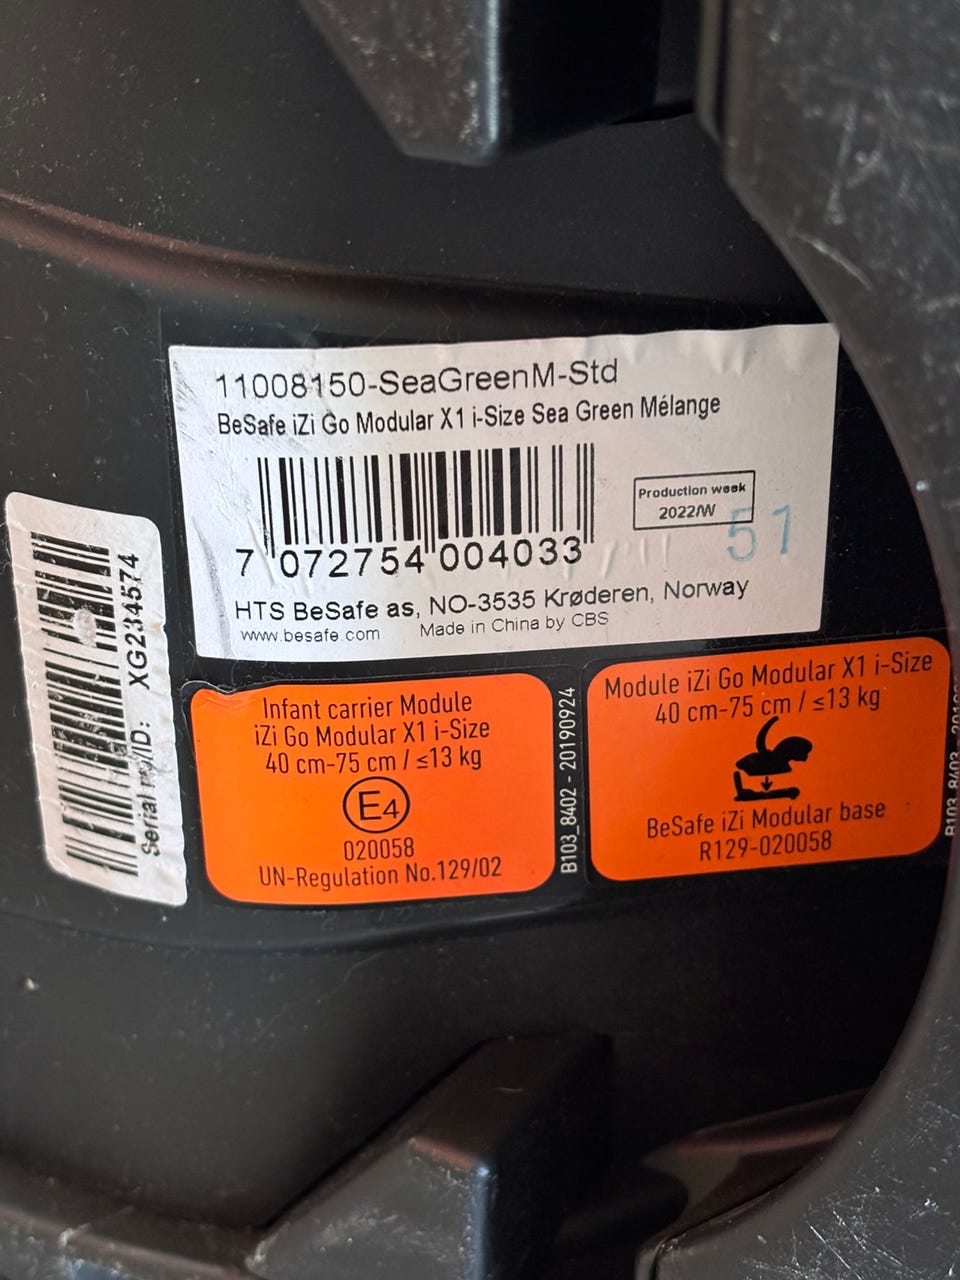 11008150-SeaGreenM-Std
BeSafe iZi Go Modular X1 i-Size Sea Green Mélange
Production week
2022/W 51
7 072754 004033
HTS BeSafe as, NO-3535 Krøderen, Norway
www.besafe.com Made in China by CBS
Serial no/ID: XG234574
Infant carrier Module
iZi Go Modular X1 i-Size
40 cm-75 cm / ≤13 kg
E4
020058
UN-Regulation No.129/02
B103_8402 - 20190924
Module iZi Go Modular X1 i-Size
40 cm-75 cm / ≤13 kg
BeSafe iZi Modular base
R129-020058
B103_8403